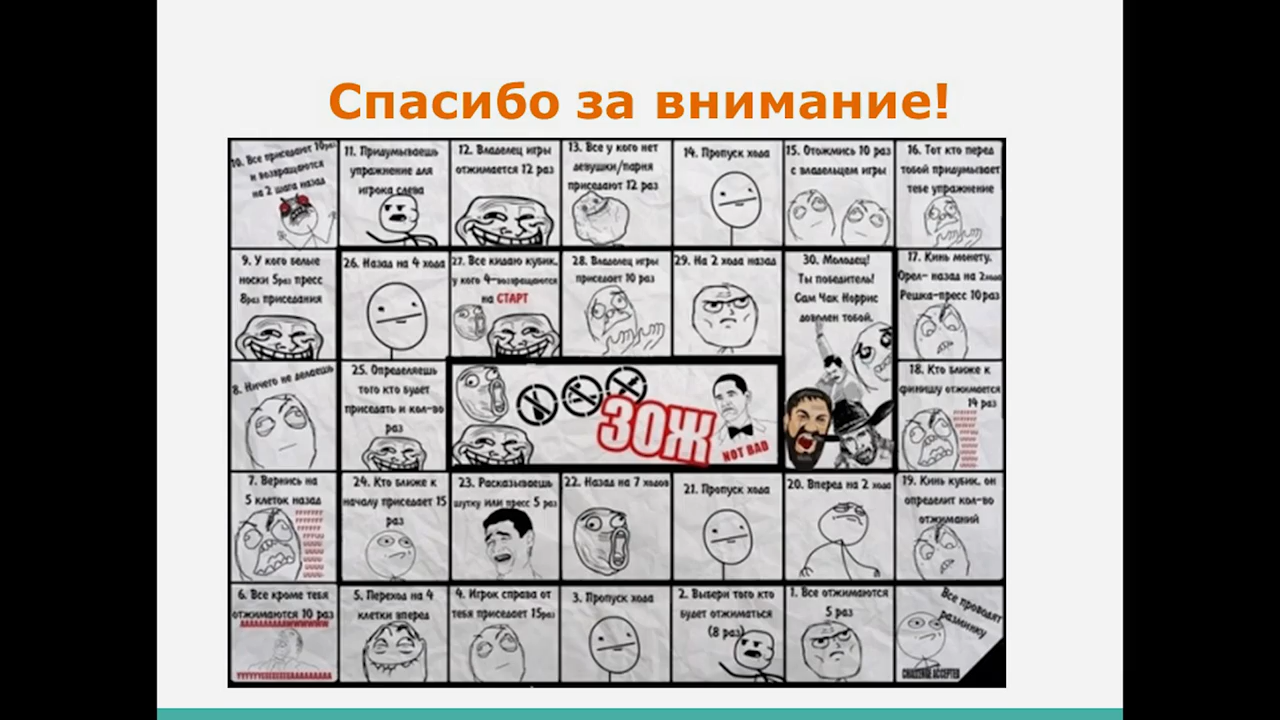 Спасибо за внимание!
10. Все приседают 10раз
и возвращаются
на 2 шага назад
11. Придумываешь
упражнение для
игрока слева
12. Владелец игры
отжимается 12 раз
13. Все у кого нет
девушки/парня
приседают 12 раз
14. Пропуск хода
15. Отожмись 10 раз
с владельцем игры
16. Тот кто перед
тобой придумывает
тебе упражнение
9. У кого белые
носки 5раз пресс
8раз приседания
26. Назад на 4 хода
27. Все кидаю кубик.
у кого 4-возвращаются
на СТАРТ
28. Владелец игры
приседает 10 раз
29. На 2 хода назад
30. Молодец!
Ты победитель!
Сам Чак Норрис
доволен тобой.
17. Кинь монету.
Орел- назад на 2хода
Решка-пресс 10раз
8. Ничего не делаешь
25. Определяешь
того кто будет
приседать и кол-во
раз
ЗОЖ
NOT BAD
18. Кто ближе к
финишу отжимается
14 раз
7. Вернись на
5 клеток назад
24. Кто ближе к
началу приседает 15
раз
23. Рассказываешь
шутку или пресс 5 раз
22. Назад на 7 ходов
21. Пропуск хода
20. Вперед на 2 хода
19. Кинь кубик. он
определит кол-во
отжиманий
6. Все кроме тебя
отжимаются 10 раз
5. Переход на 4
клетки вперед
4. Игрок справа от
тебя приседает 15раз
3. Пропуск хода
2. Выбери того кто
будет отжиматься
(8 раз)
1. Все отжимаются
5 раз
Все проводят
разминку
CHALLENGE ACCEPTED